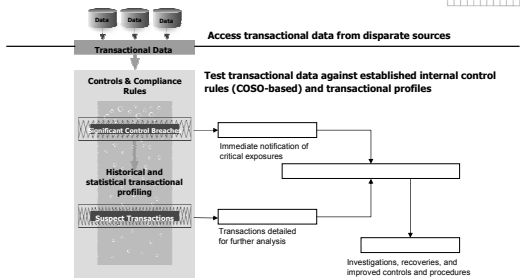 Data Data Data
Access transactional data from disparate sources
Transactional Data
Controls & Compliance
Rules
Test transactional data against established internal control
rules (COSO-based) and transactional profiles
Significant Control Breaches
Immediate notification of
critical exposures
Historical and
statistical transactional
profiling
Suspect Transactions
Transactions detailed
for further analysis
Investigations, recoveries, and
improved controls and procedures